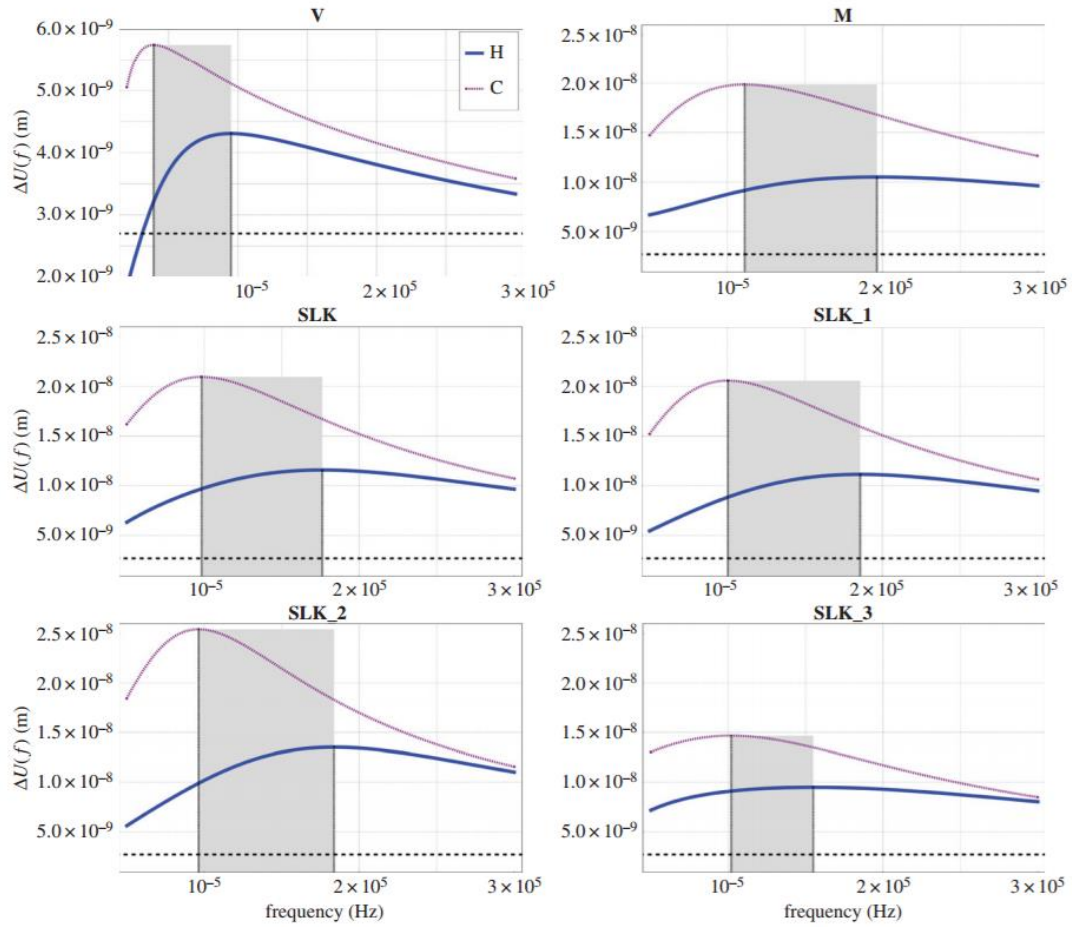 V
6.0 × 10⁻⁹
5.0 × 10⁻⁹
4.0 × 10⁻⁹
3.0 × 10⁻⁹
2.0 × 10⁻⁹
ΔU(f) (m)
H
C
10⁻⁵
2 × 10⁵
3 × 10⁵
M
2.5 × 10⁻⁸
2.0 × 10⁻⁸
1.5 × 10⁻⁸
1.0 × 10⁻⁸
5.0 × 10⁻⁹
10⁻⁵
2 × 10⁵
3 × 10⁵
SLK
2.5 × 10⁻⁸
2.0 × 10⁻⁸
1.5 × 10⁻⁸
1.0 × 10⁻⁸
5.0 × 10⁻⁹
ΔU(f) (m)
10⁻⁵
2 × 10⁵
3 × 10⁵
SLK_1
2.5 × 10⁻⁸
2.0 × 10⁻⁸
1.5 × 10⁻⁸
1.0 × 10⁻⁸
5.0 × 10⁻⁹
10⁻⁵
2 × 10⁵
3 × 10⁵
SLK_2
2.5 × 10⁻⁸
2.0 × 10⁻⁸
1.5 × 10⁻⁸
1.0 × 10⁻⁸
5.0 × 10⁻⁹
ΔU(f) (m)
10⁻⁵
2 × 10⁵
3 × 10⁵
frequency (Hz)
SLK_3
2.5 × 10⁻⁸
2.0 × 10⁻⁸
1.5 × 10⁻⁸
1.0 × 10⁻⁸
5.0 × 10⁻⁹
10⁻⁵
2 × 10⁵
3 × 10⁵
frequency (Hz)